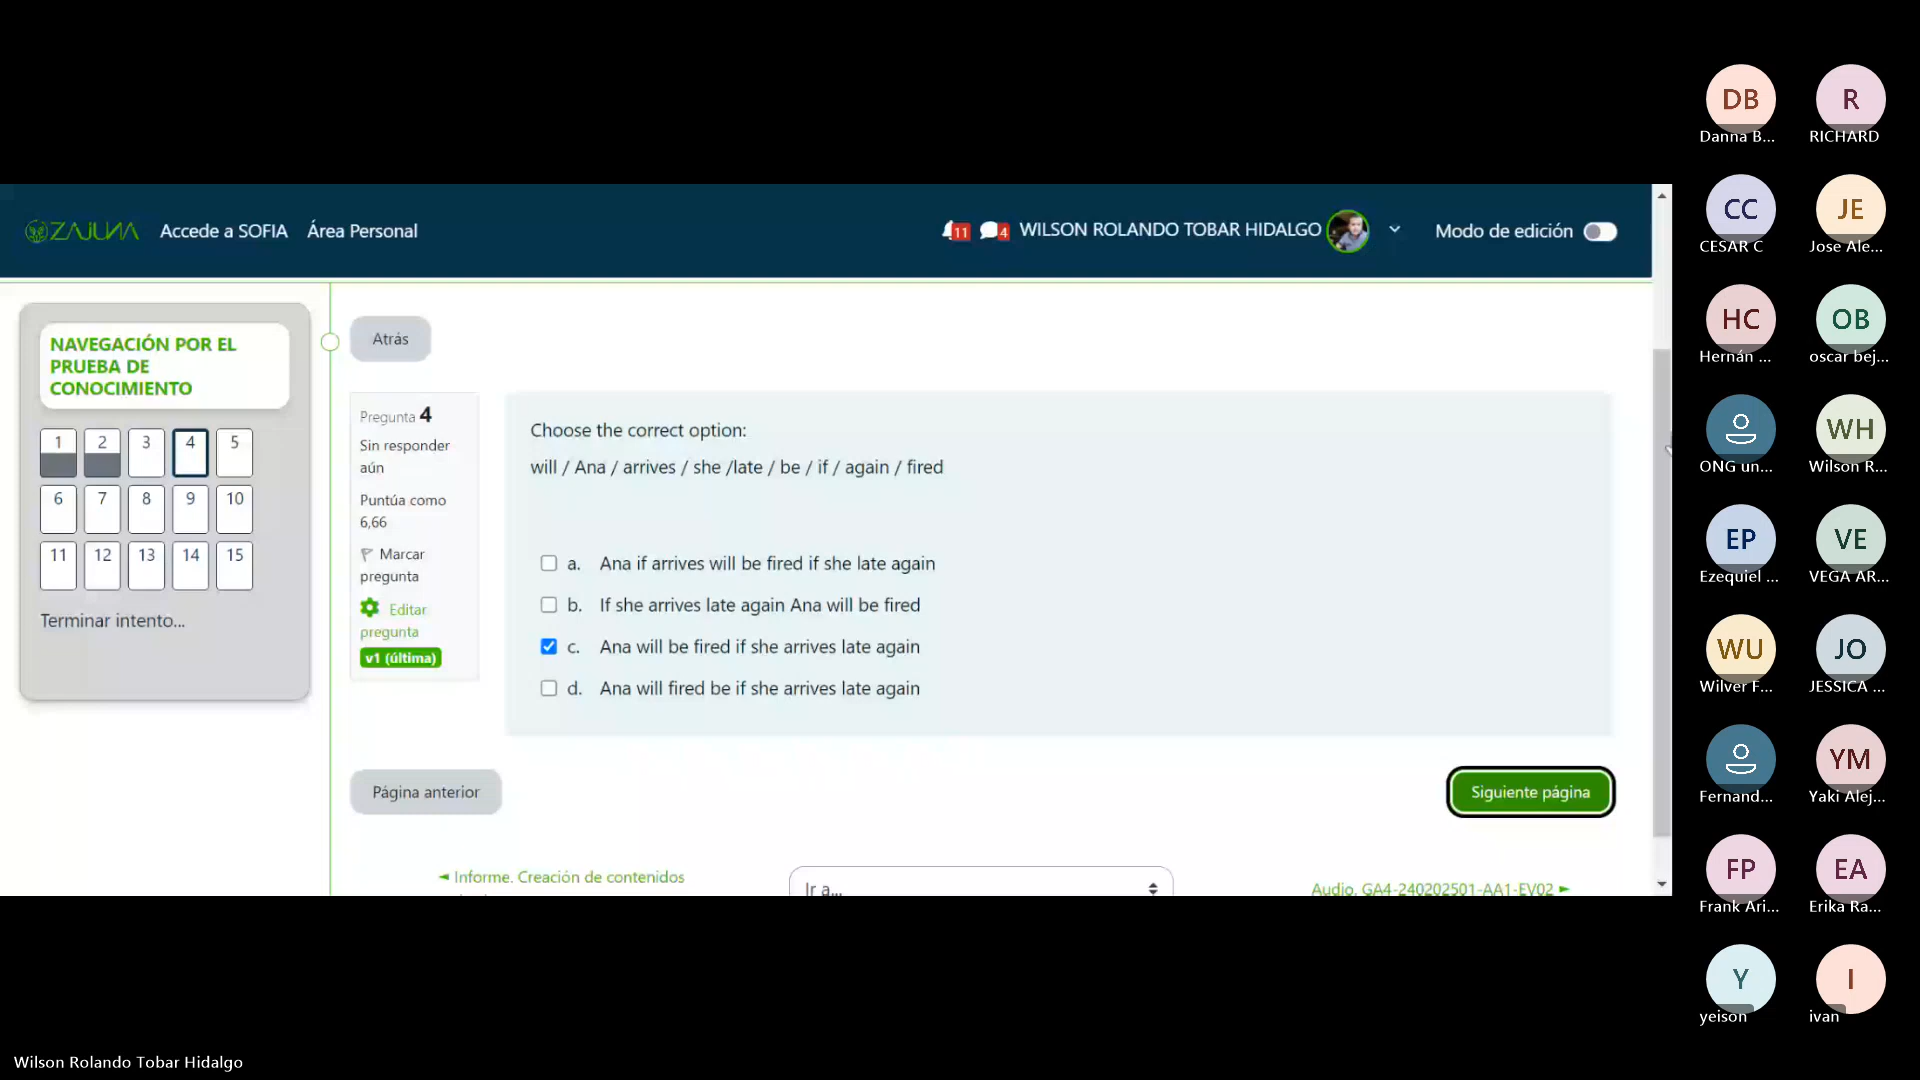 ZAJUNA Accede a SOFIA Área Personal
11 4 WILSON ROLANDO TOBAR HIDALGO Modo de edición
NAVEGACIÓN POR EL
PRUEBA DE
CONOCIMIENTO
1 2 3 4 5
6 7 8 9 10
11 12 13 14 15
Terminar intento...
Atrás
Pregunta 4
Sin responder
aún
Puntúa como
6,66
Marcar
pregunta
Editar
pregunta
v1 (última)
Choose the correct option:
will / Ana / arrives / she /late / be / if / again / fired
a. Ana if arrives will be fired if she late again
b. If she arrives late again Ana will be fired
c. Ana will be fired if she arrives late again
d. Ana will fired be if she arrives late again
Página anterior
Siguiente página
◄ Informe. Creación de contenidos
Ir a...
Audio. GA4-240202501-AA1-EV02 ►
DB R
Danna B... RICHARD
CC JE
CESAR C Jose Ale...
HC OB
Hernán ... oscar bej...
WH
ONG un... Wilson R...
EP VE
Ezequiel ... VEGA AR...
WU JO
Wilver F... JESSICA ...
YM
Fernand... Yaki Alej...
FP EA
Frank Ari... Erika Ra...
Y I
yeison ivan
Wilson Rolando Tobar Hidalgo